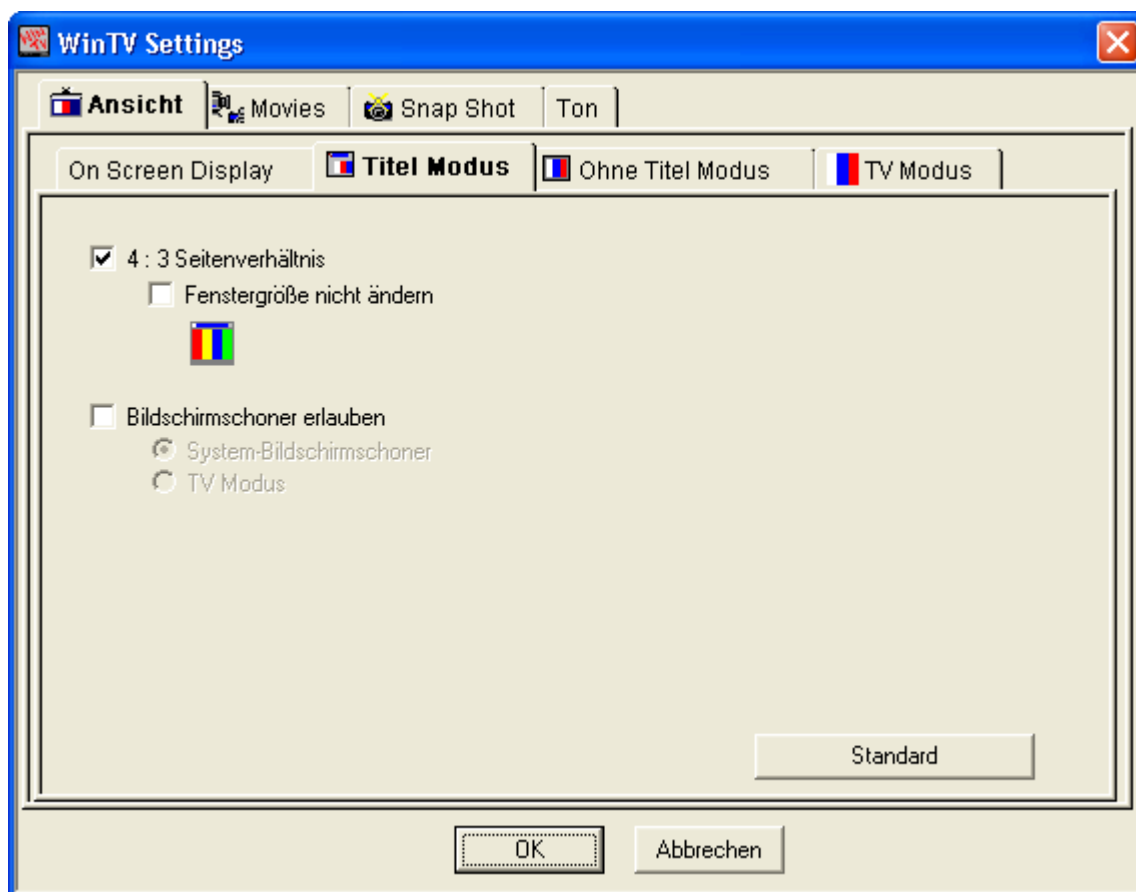 WinTV Settings
Ansicht Movies Snap Shot Ton
On Screen Display Titel Modus Ohne Titel Modus TV Modus
4 : 3 Seitenverhältnis
Fenstergröße nicht ändern
Bildschirmschoner erlauben
System-Bildschirmschoner
TV Modus
Standard
OK Abbrechen